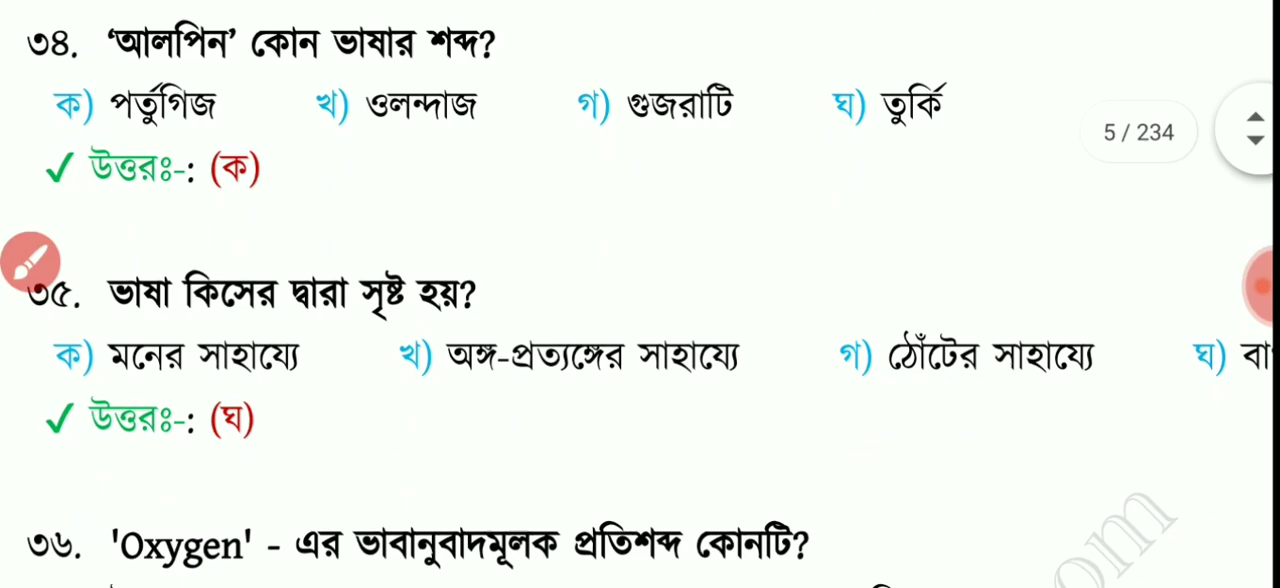 ৩৪. ‘আলপিন’ কোন ভাষার শব্দ?
ক) পর্তুগিজ খ) ওলন্দাজ গ) গুজরাটি ঘ) তুর্কি
5 / 234
✓ উত্তরঃ-: (ক)
৩৫. ভাষা কিসের দ্বারা সৃষ্ট হয়?
ক) মনের সাহায্যে খ) অঙ্গ-প্রত্যঙ্গের সাহায্যে গ) ঠোঁটের সাহায্যে ঘ)
✓ উত্তরঃ-: (ঘ)
৩৬. 'Oxygen' - এর ভাবানুবাদমূলক প্রতিশব্দ কোনটি?